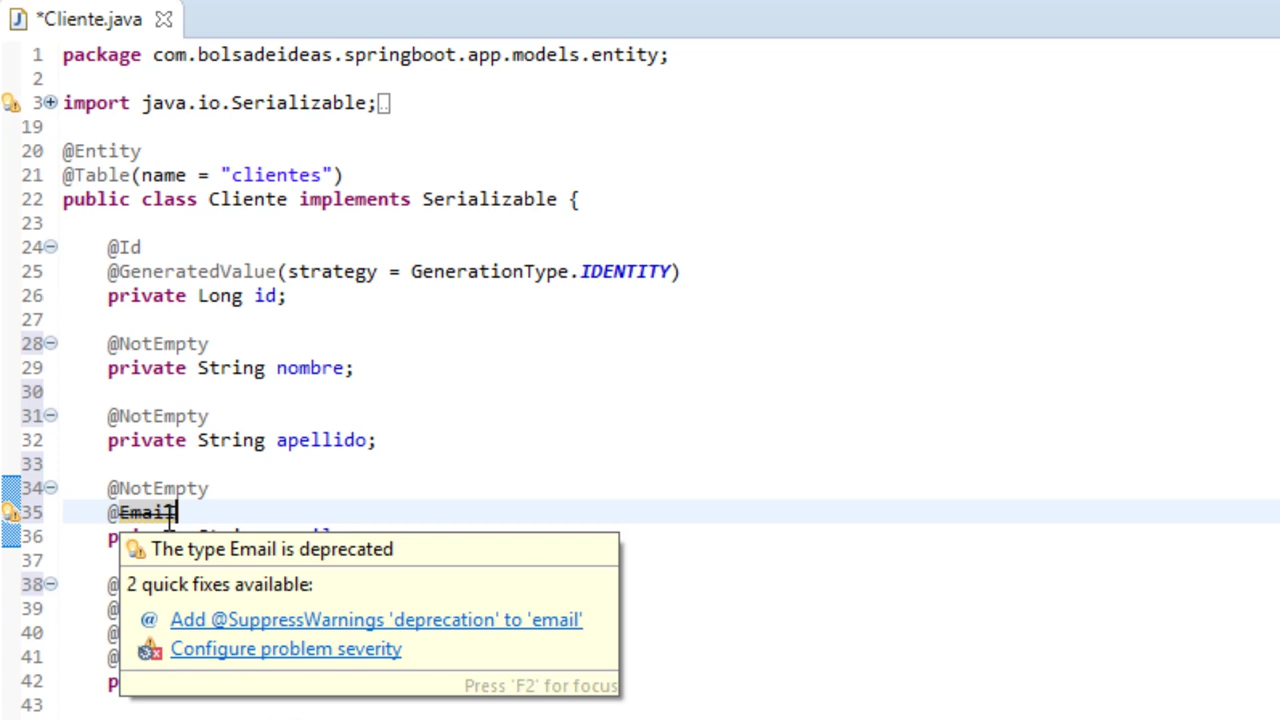 *Cliente.java
1 package com.bolsadeideas.springboot.app.models.entity;
2
3 import java.io.Serializable;
19
20 @Entity
21 @Table(name = "clientes")
22 public class Cliente implements Serializable {
23
24 @Id
25 @GeneratedValue(strategy = GenerationType.IDENTITY)
26 private Long id;
27
28 @NotEmpty
29 private String nombre;
30
31 @NotEmpty
32 private String apellido;
33
34 @NotEmpty
35 @Email
36
The type Email is deprecated
37
2 quick fixes available:
38 @
39 @
Add @SuppressWarnings 'deprecation' to 'email'
40 @
Configure problem severity
41 @
42 p
Press 'F2' for focus
43